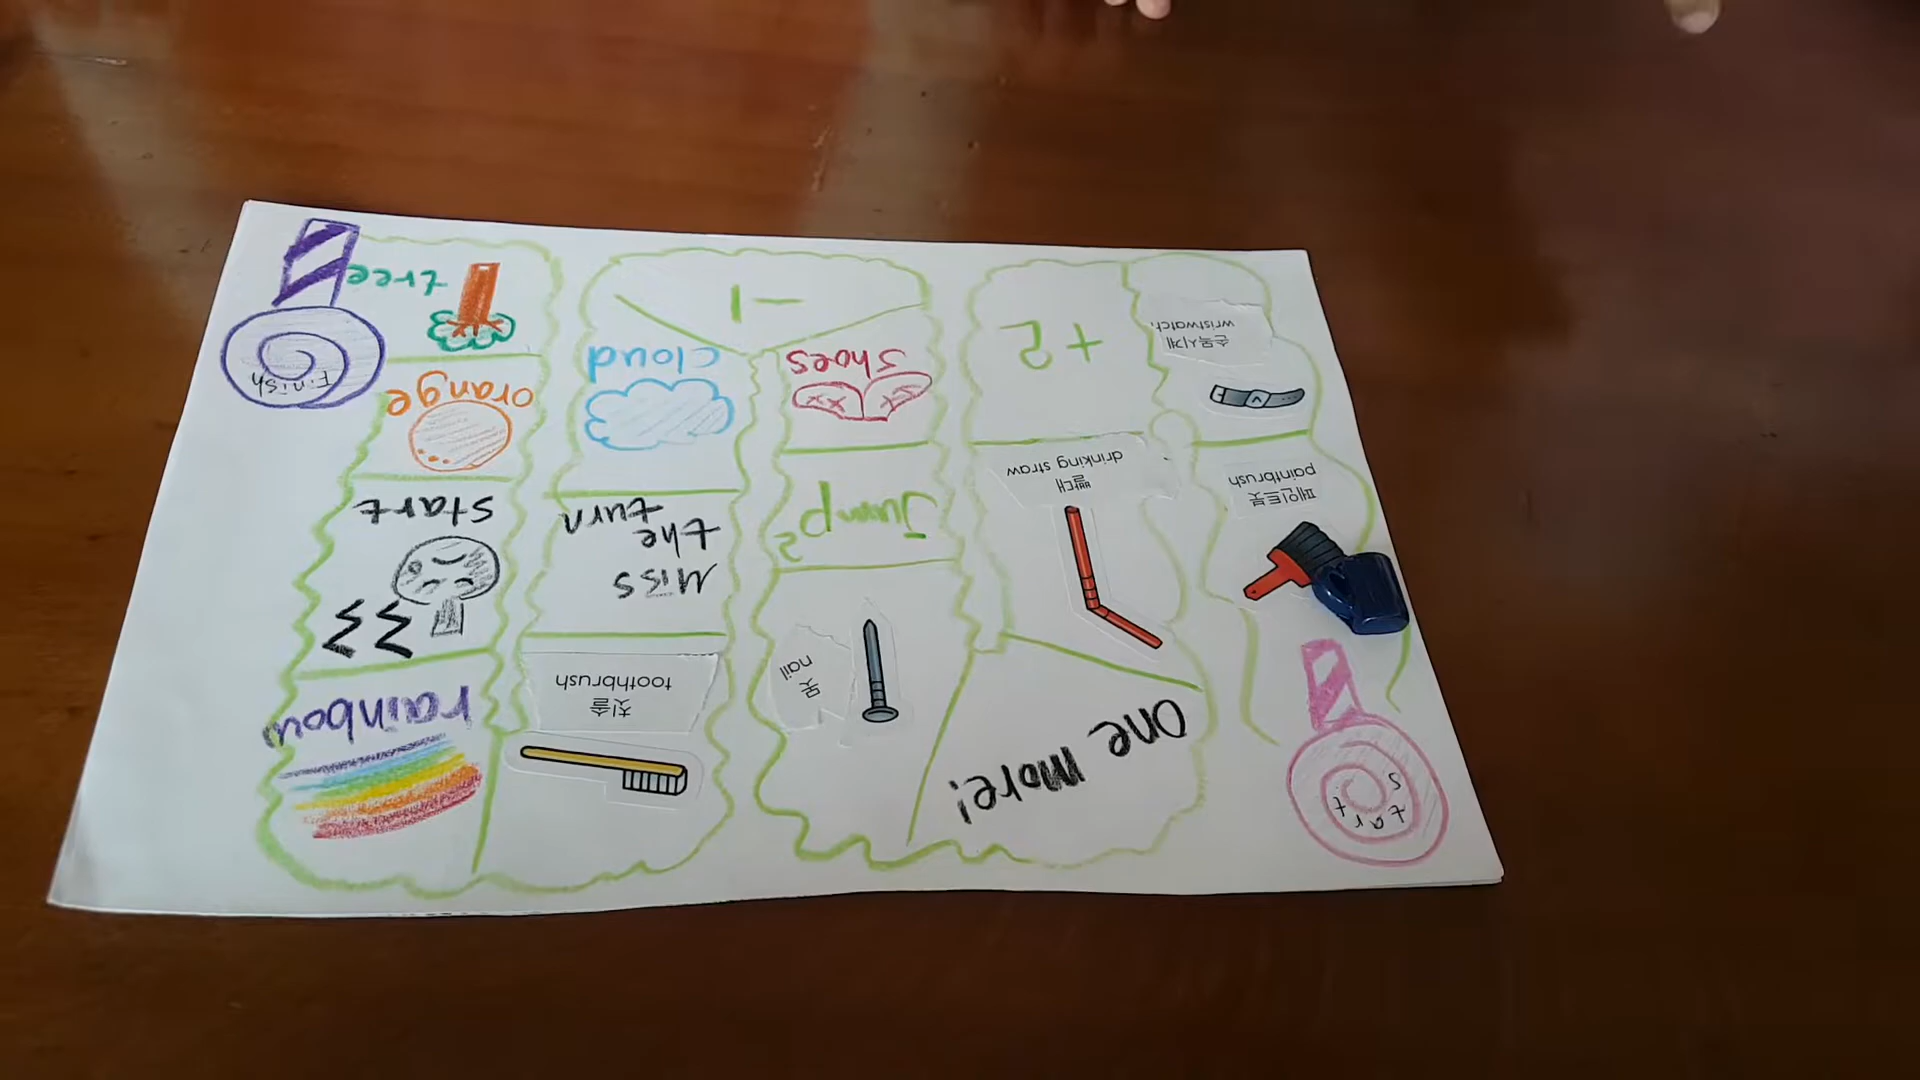 start
페인트붓
paintbrush
손목시계
wristwatch
+2
빨대
drinking straw
One more!
못
nail
Jump 2
shoes
-1
cloud
Miss
the
turn
칫솔
toothbrush
rainbow
start
orange
tree
Finish